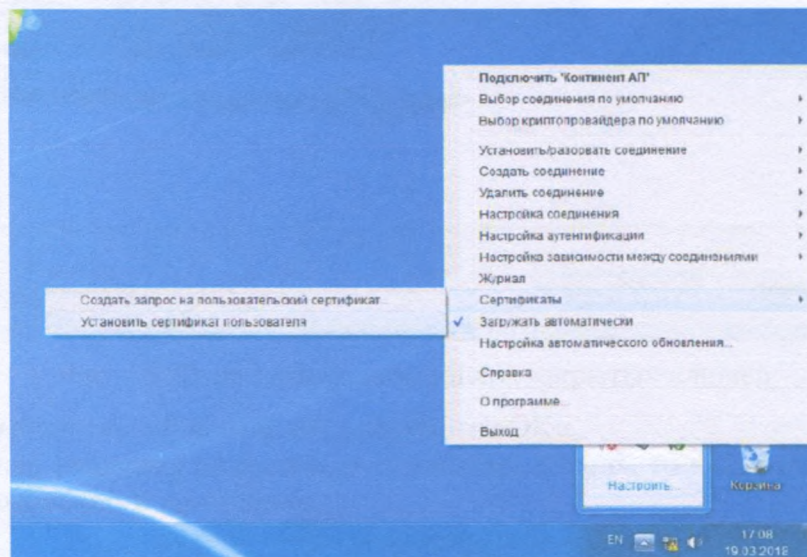 Подключить 'Континент АП'
Выбор соединения по умолчанию
Выбор криптопровайдера по умолчанию
Установить/разорвать соединение
Создать соединение
Удалить соединение
Настройка соединения
Настройка аутентификации
Настройка зависимости между соединениями
Журнал
Сертификаты
Создать запрос на пользовательский сертификат...
Установить сертификат пользователя
Загружать автоматически
Настройка автоматического обновления...
Справка
О программе...
Выход
Настроить...
Корзина
EN
17:08
19.03.2018